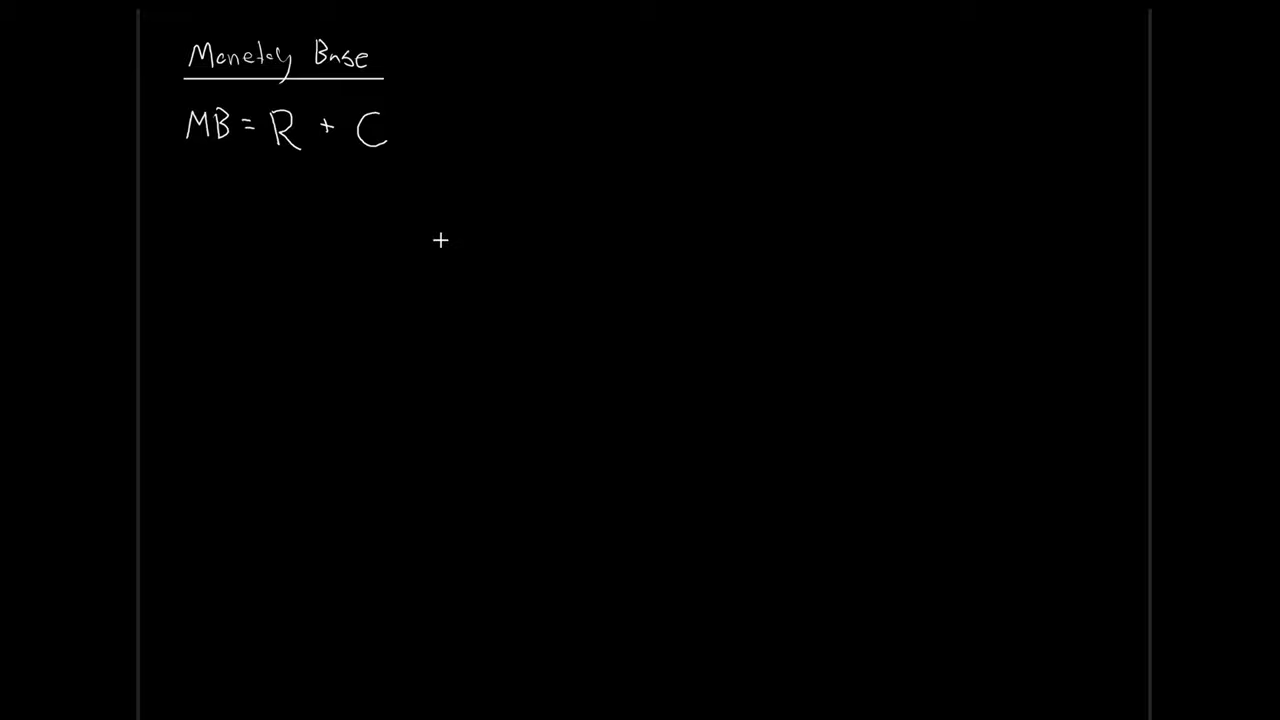 Monetary Base
MB = R + C